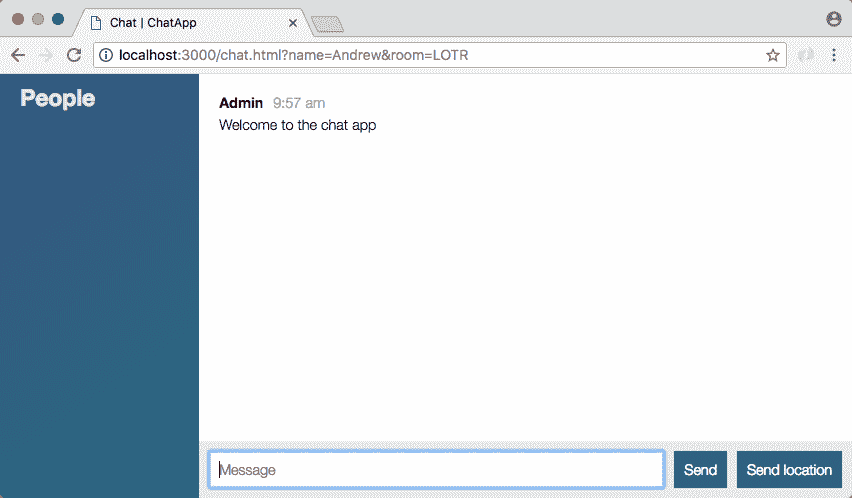 Chat | ChatApp
localhost:3000/chat.html?name=Andrew&room=LOTR
People
Admin 9:57 am
Welcome to the chat app
Message
Send
Send location